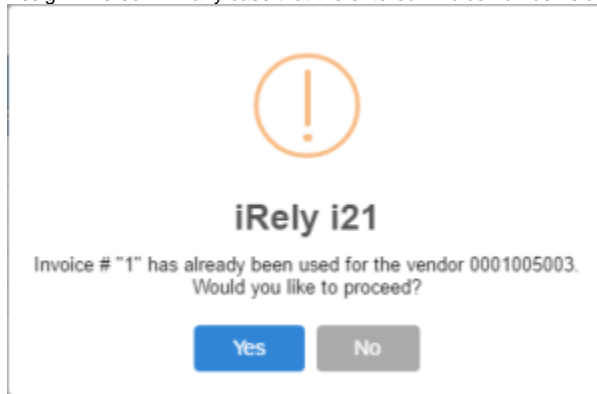 iRely i21
Invoice # "1" has already been used for the vendor 0001005003.
Would you like to proceed?
Yes
No